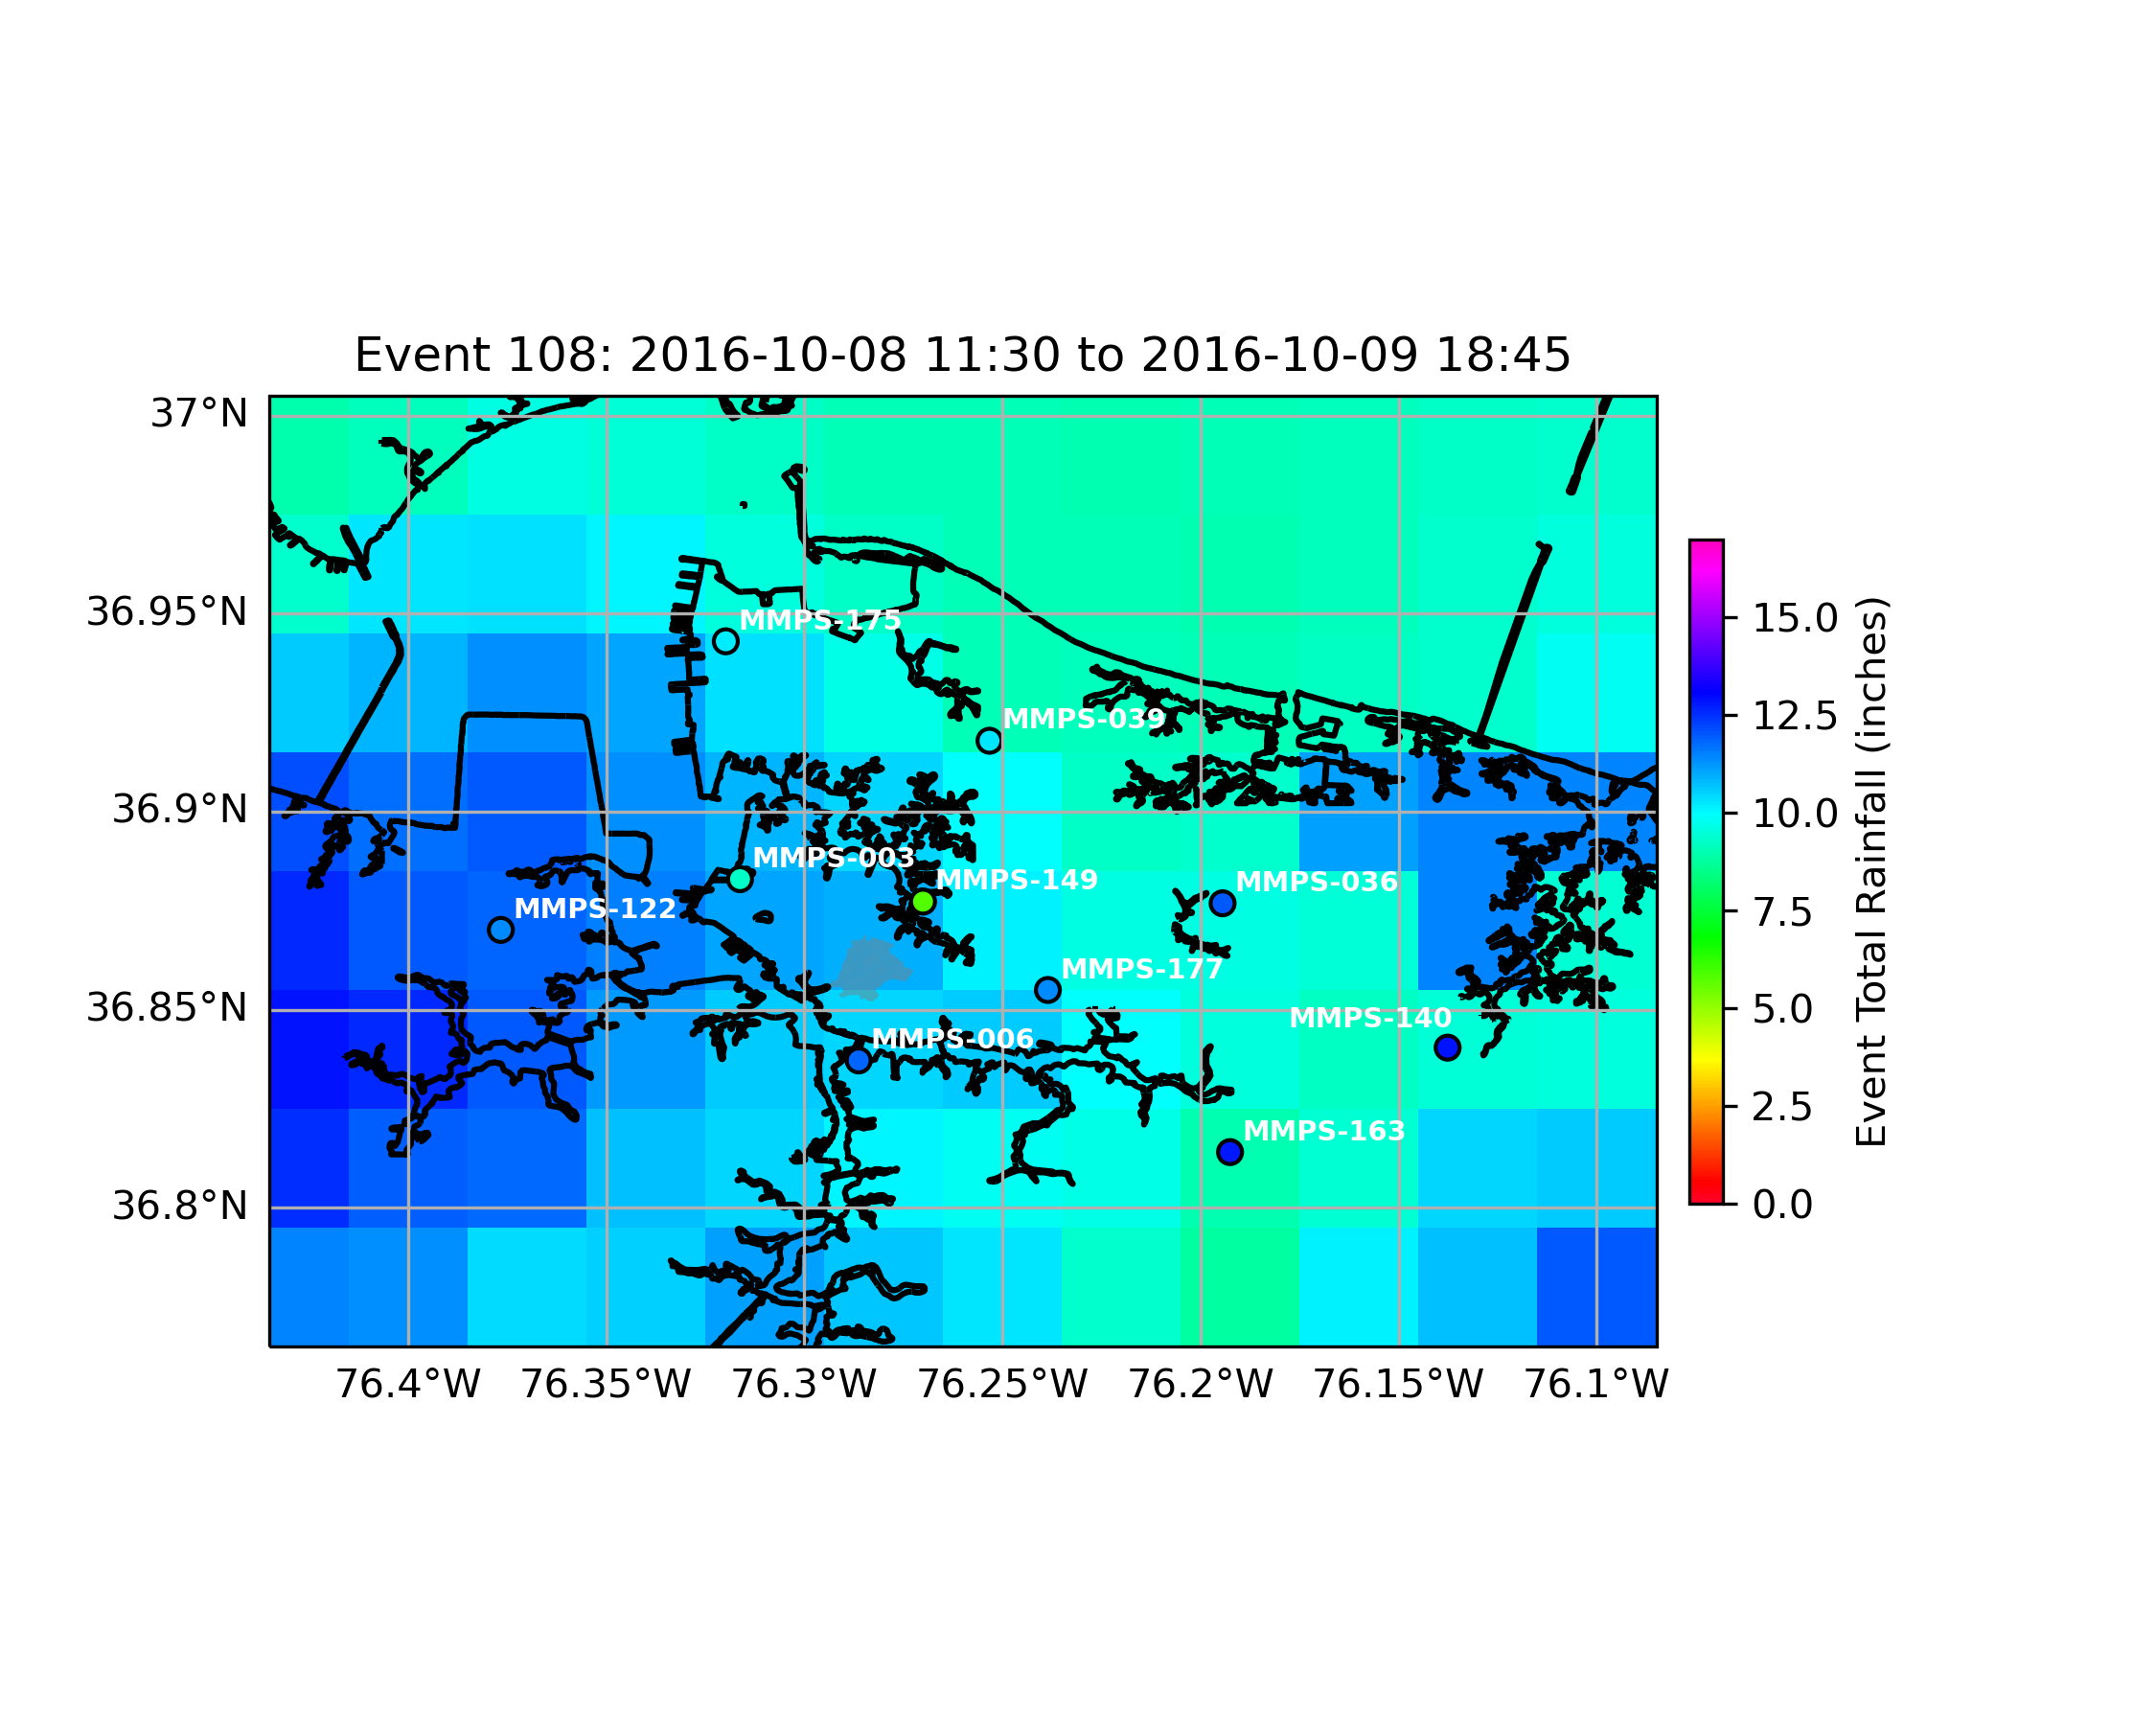 Event 108: 2016-10-08 11:30 to 2016-10-09 18:45
37°N
36.95°N
36.9°N
36.85°N
36.8°N
MMPS-175
MMPS-039
MMPS-003
MMPS-149
MMPS-036
MMPS-122
MMPS-177
MMPS-140
MMPS-006
MMPS-163
76.4°W
76.35°W
76.3°W
76.25°W
76.2°W
76.15°W
76.1°W
15.0
12.5
10.0
7.5
5.0
2.5
0.0
Event Total Rainfall (inches)